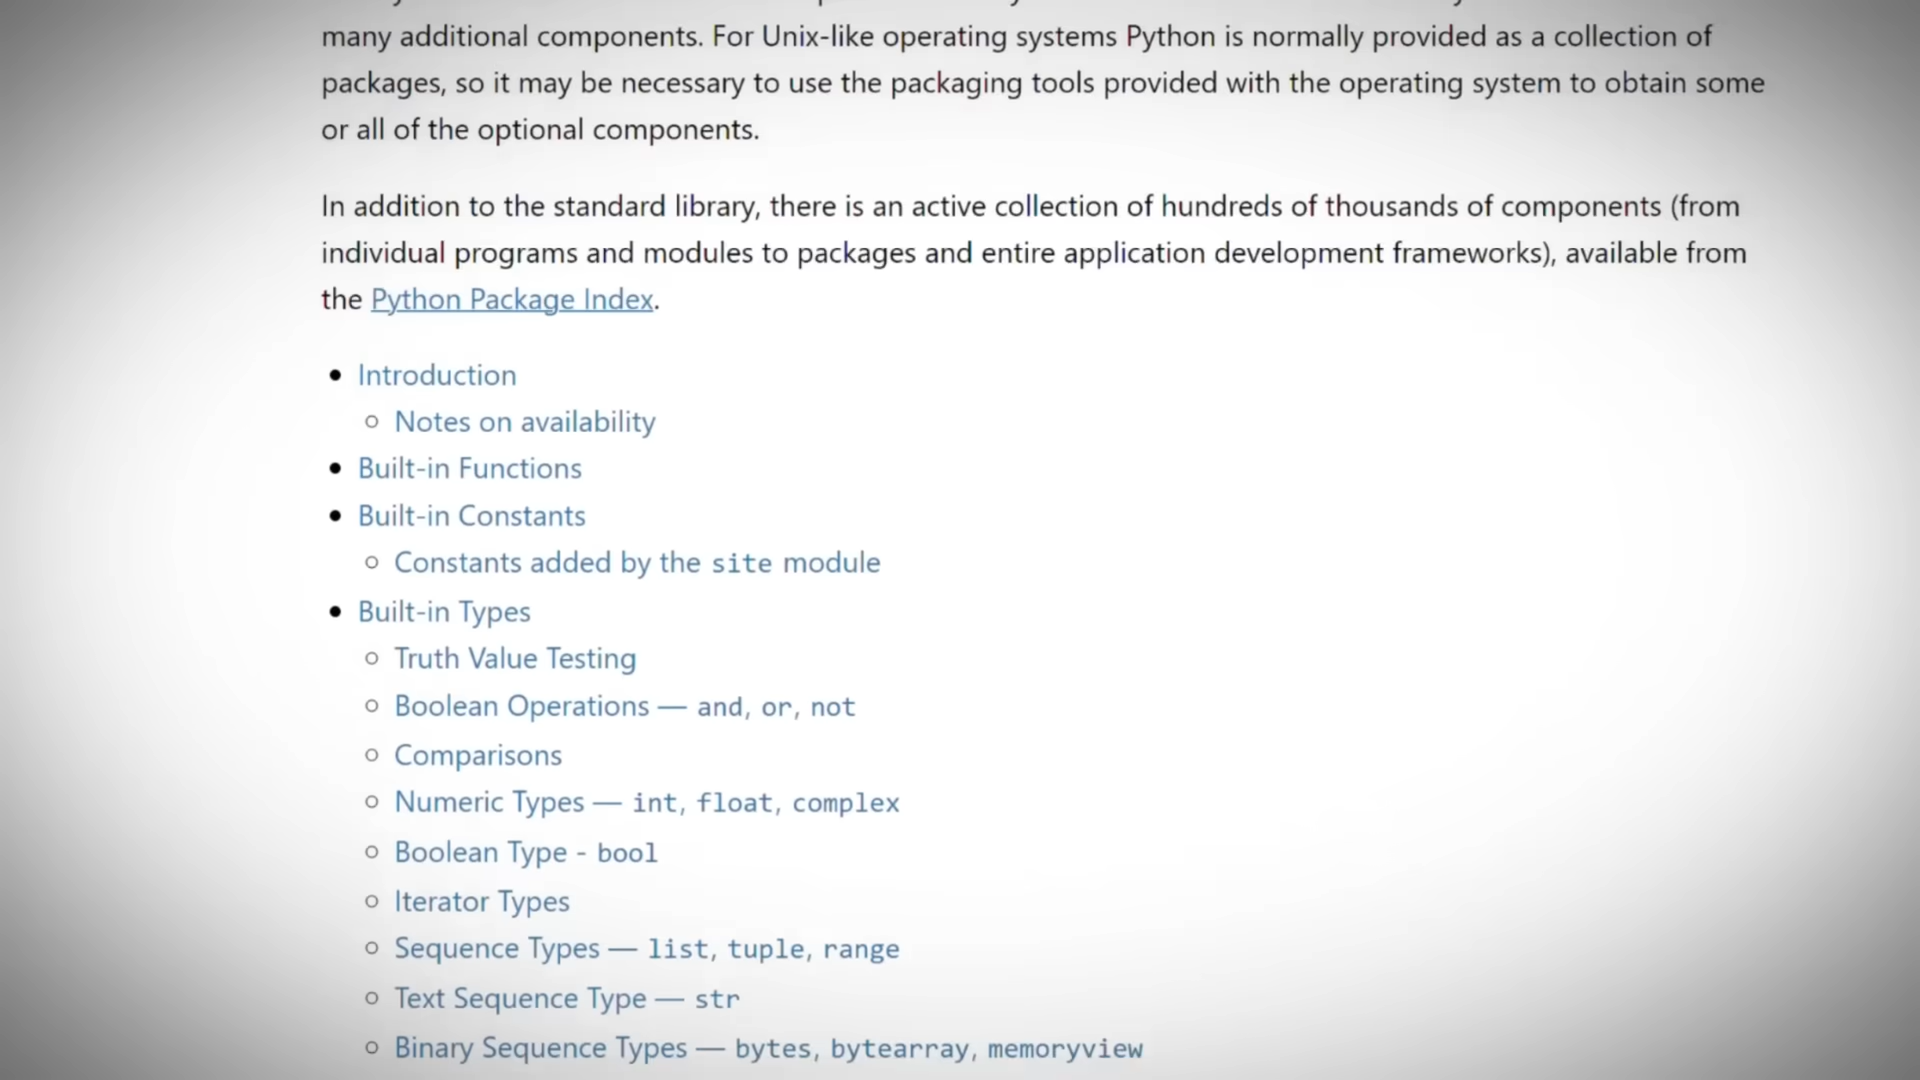 many additional components. For Unix-like operating systems Python is normally provided as a collection of
packages, so it may be necessary to use the packaging tools provided with the operating system to obtain some
or all of the optional components.
In addition to the standard library, there is an active collection of hundreds of thousands of components (from
individual programs and modules to packages and entire application development frameworks), available from
the Python Package Index.
Introduction
Notes on availability
Built-in Functions
Built-in Constants
Constants added by the site module
Built-in Types
Truth Value Testing
Boolean Operations — and, or, not
Comparisons
Numeric Types — int, float, complex
Boolean Type - bool
Iterator Types
Sequence Types — list, tuple, range
Text Sequence Type — str
Binary Sequence Types — bytes, bytearray, memoryview